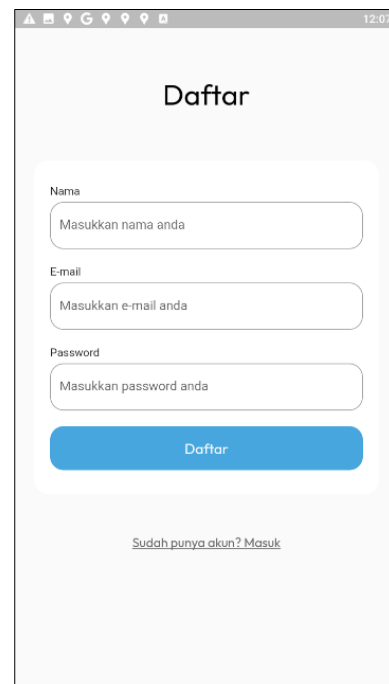 12:07
Daftar
Nama
Masukkan nama anda
E-mail
Masukkan e-mail anda
Password
Masukkan password anda
Daftar
Sudah punya akun? Masuk